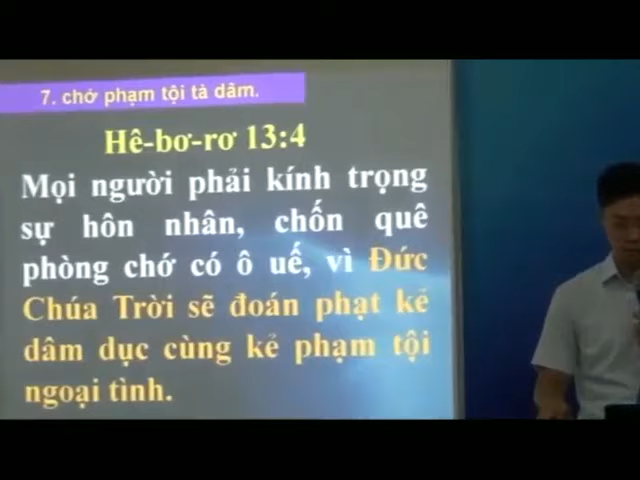 7. chớ phạm tội tà dâm.
Hê-bơ-rơ 13:4
Mọi người phải kính trọng
sự hôn nhân, chốn quê
phòng chớ có ô uế, vì Đức
Chúa Trời sẽ đoán phạt kẻ
dâm dục cùng kẻ phạm tội
ngoại tình.